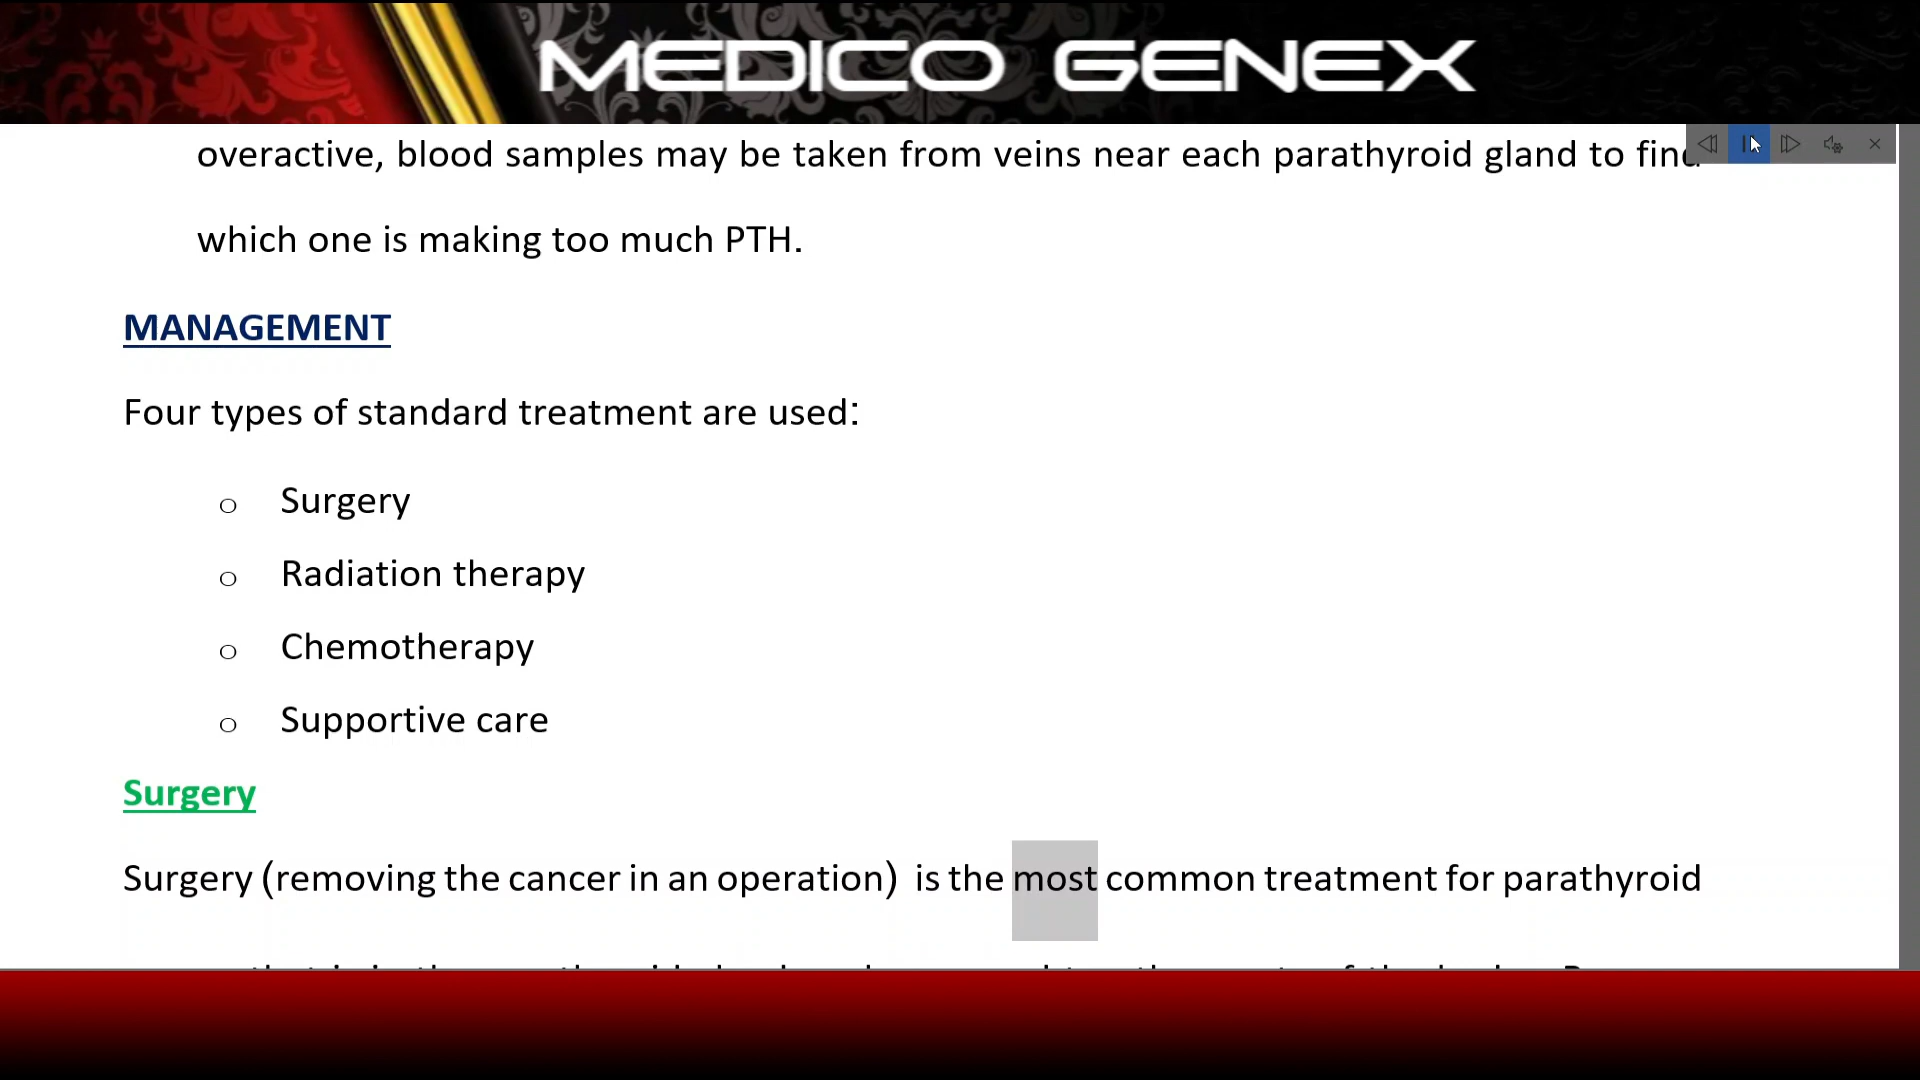 MEDICO GENEX
overactive, blood samples may be taken from veins near each parathyroid gland to find
which one is making too much PTH.
MANAGEMENT
Four types of standard treatment are used:
o Surgery
o Radiation therapy
o Chemotherapy
o Supportive care
Surgery
Surgery (removing the cancer in an operation) is the most common treatment for parathyroid